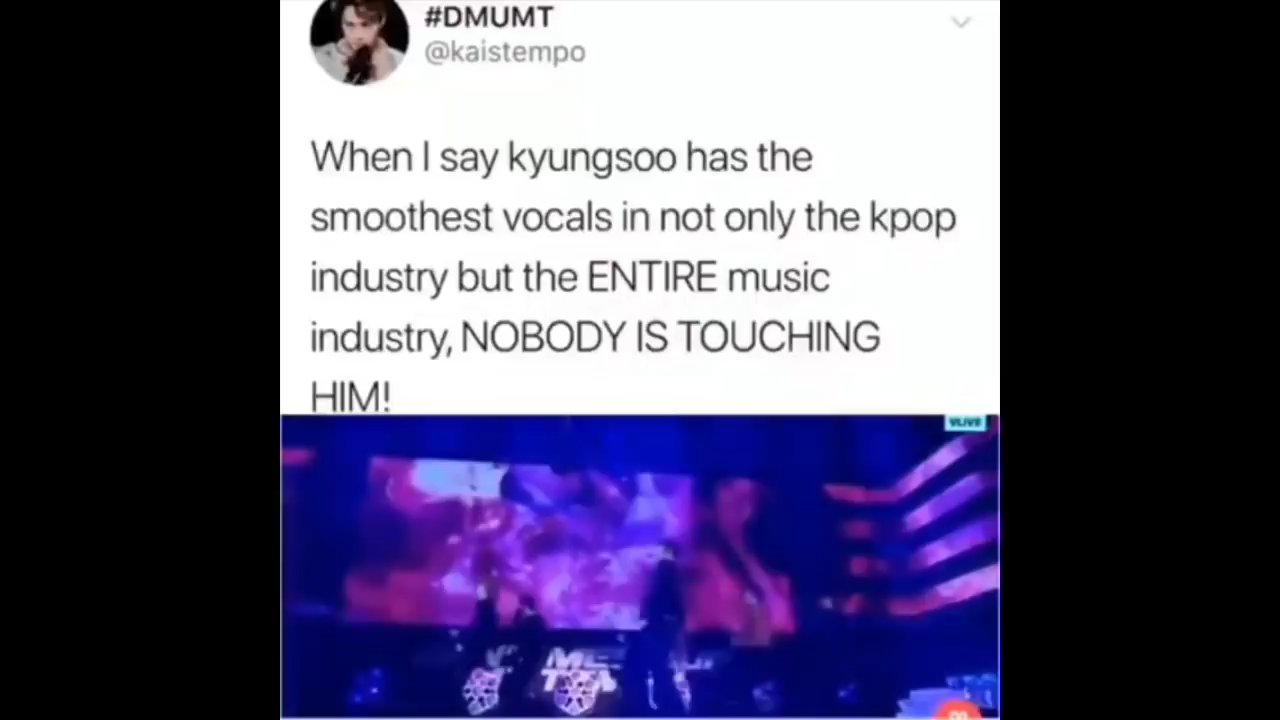 #DMUMT
@kaistempo
When I say kyungsoo has the
smoothest vocals in not only the kpop
industry but the ENTIRE music
industry, NOBODY IS TOUCHING
HIM!
VLIVE